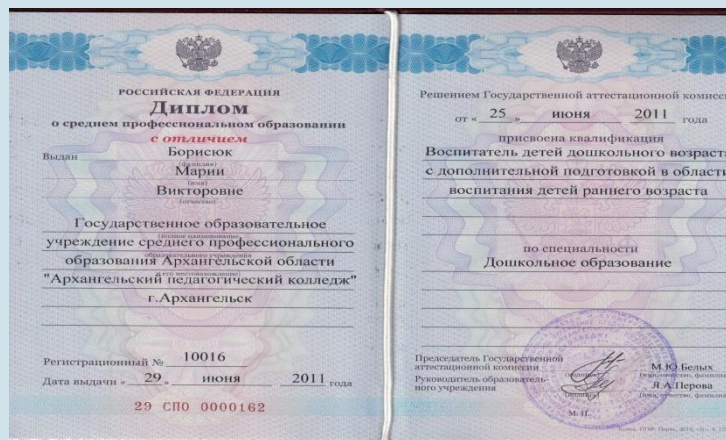 РОССИЙСКАЯ ФЕДЕРАЦИЯ
Диплом
о среднем профессиональном образовании
с отличием
Выдан Борисюк
(фамилия)
Марии
(имя)
Викторовне
(отчество)
Государственное образовательное
учреждение среднего профессионального
образования Архангельской области
"Архангельский педагогический колледж"
г.Архангельск
Регистрационный № 10016
Дата выдачи « 29 » июня 2011 года
29 СПО 0000162
Решением Государственной аттестационной комисси
от « 25 » июня 2011 года
присвоена квалификация
Воспитатель детей дошкольного возраста
с дополнительной подготовкой в области
воспитания детей раннего возраста
по специальности
Дошкольное образование
Председатель Государственной
аттестационной комиссии М.Ю.Белых
Руководитель образователь-
ного учреждения Л.А.Перова
М. П.